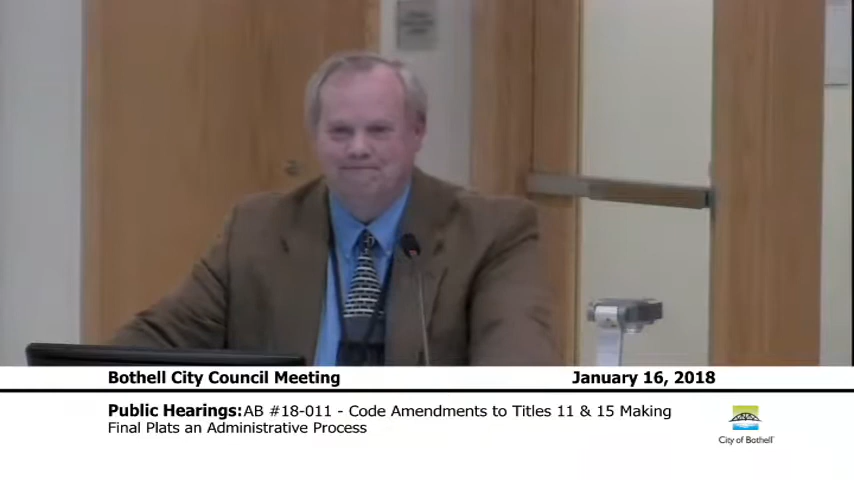 Bothell City Council Meeting
January 16, 2018
Public Hearings:AB #18-011 - Code Amendments to Titles 11 & 15 Making
Final Plats an Administrative Process
City of Bothell